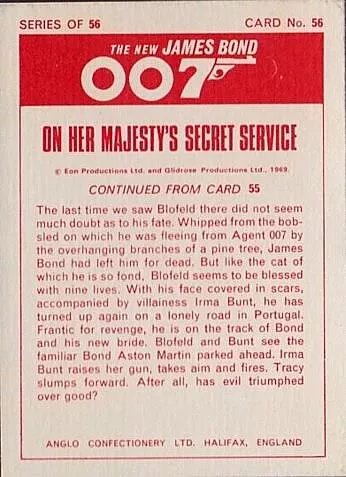 SERIES OF 56 CARD No. 56
THE NEW JAMES BOND
007
ON HER MAJESTY'S SECRET SERVICE
© Eon Productions Ltd. and Glidrose Productions Ltd., 1969.
CONTINUED FROM CARD 55
The last time we saw Blofeld there did not seem
much doubt as to his fate. Whipped from the bob-
sled on which he was fleeing from Agent 007 by
the overhanging branches of a pine tree, James
Bond had left him for dead. But like the cat of
which he is so fond, Blofeld seems to be blessed
with nine lives. With his face covered in scars,
accompanied by villainess Irma Bunt, he has
turned up again on a lonely road in Portugal.
Frantic for revenge, he is on the track of Bond
and his new bride. Blofeld and Bunt see the
familiar Bond Aston Martin parked ahead. Irma
Bunt raises her gun, takes aim and fires. Tracy
slumps forward. After all, has evil triumphed
over good?
ANGLO CONFECTIONERY LTD. HALIFAX, ENGLAND